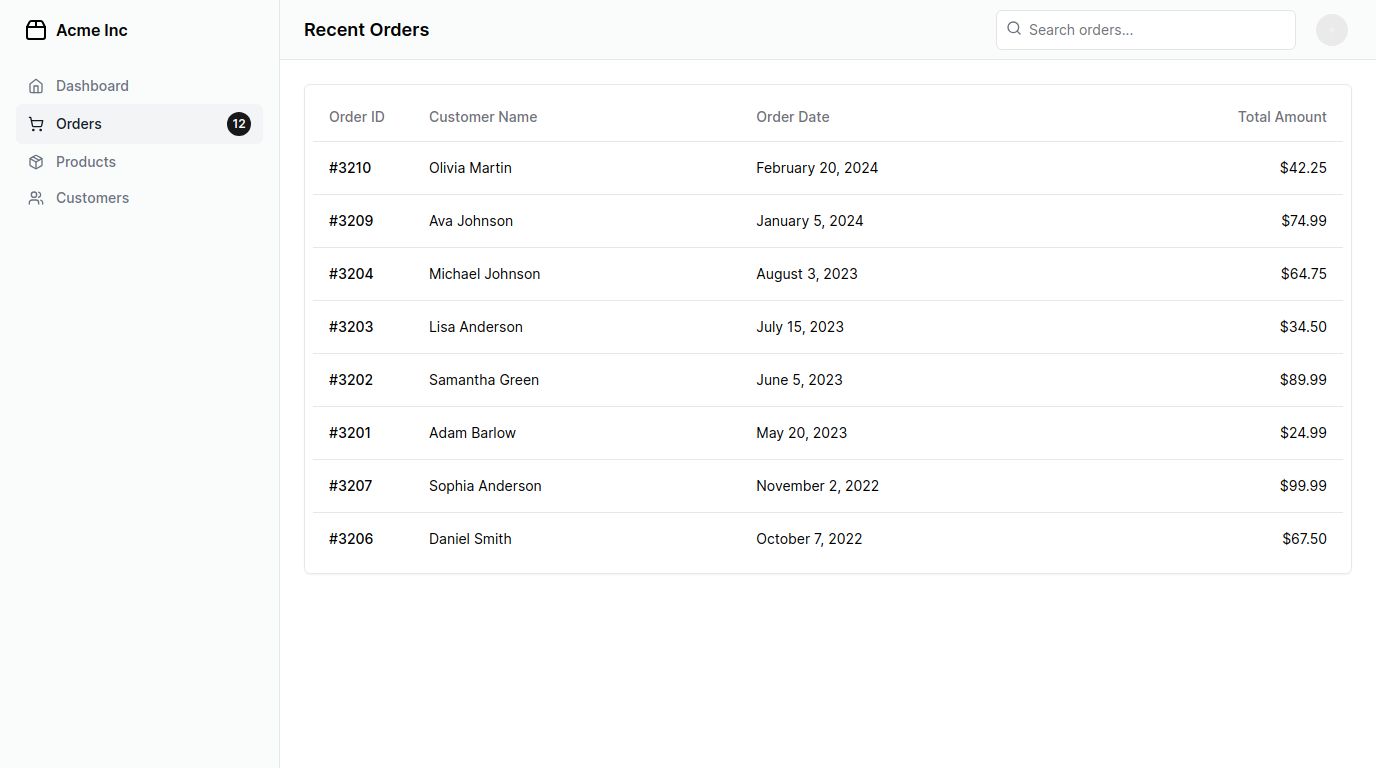 Acme Inc
Recent Orders
Search orders...
Dashboard
Orders 12
Products
Customers
Order ID Customer Name Order Date Total Amount
#3210 Olivia Martin February 20, 2024 $42.25
#3209 Ava Johnson January 5, 2024 $74.99
#3204 Michael Johnson August 3, 2023 $64.75
#3203 Lisa Anderson July 15, 2023 $34.50
#3202 Samantha Green June 5, 2023 $89.99
#3201 Adam Barlow May 20, 2023 $24.99
#3207 Sophia Anderson November 2, 2022 $99.99
#3206 Daniel Smith October 7, 2022 $67.50